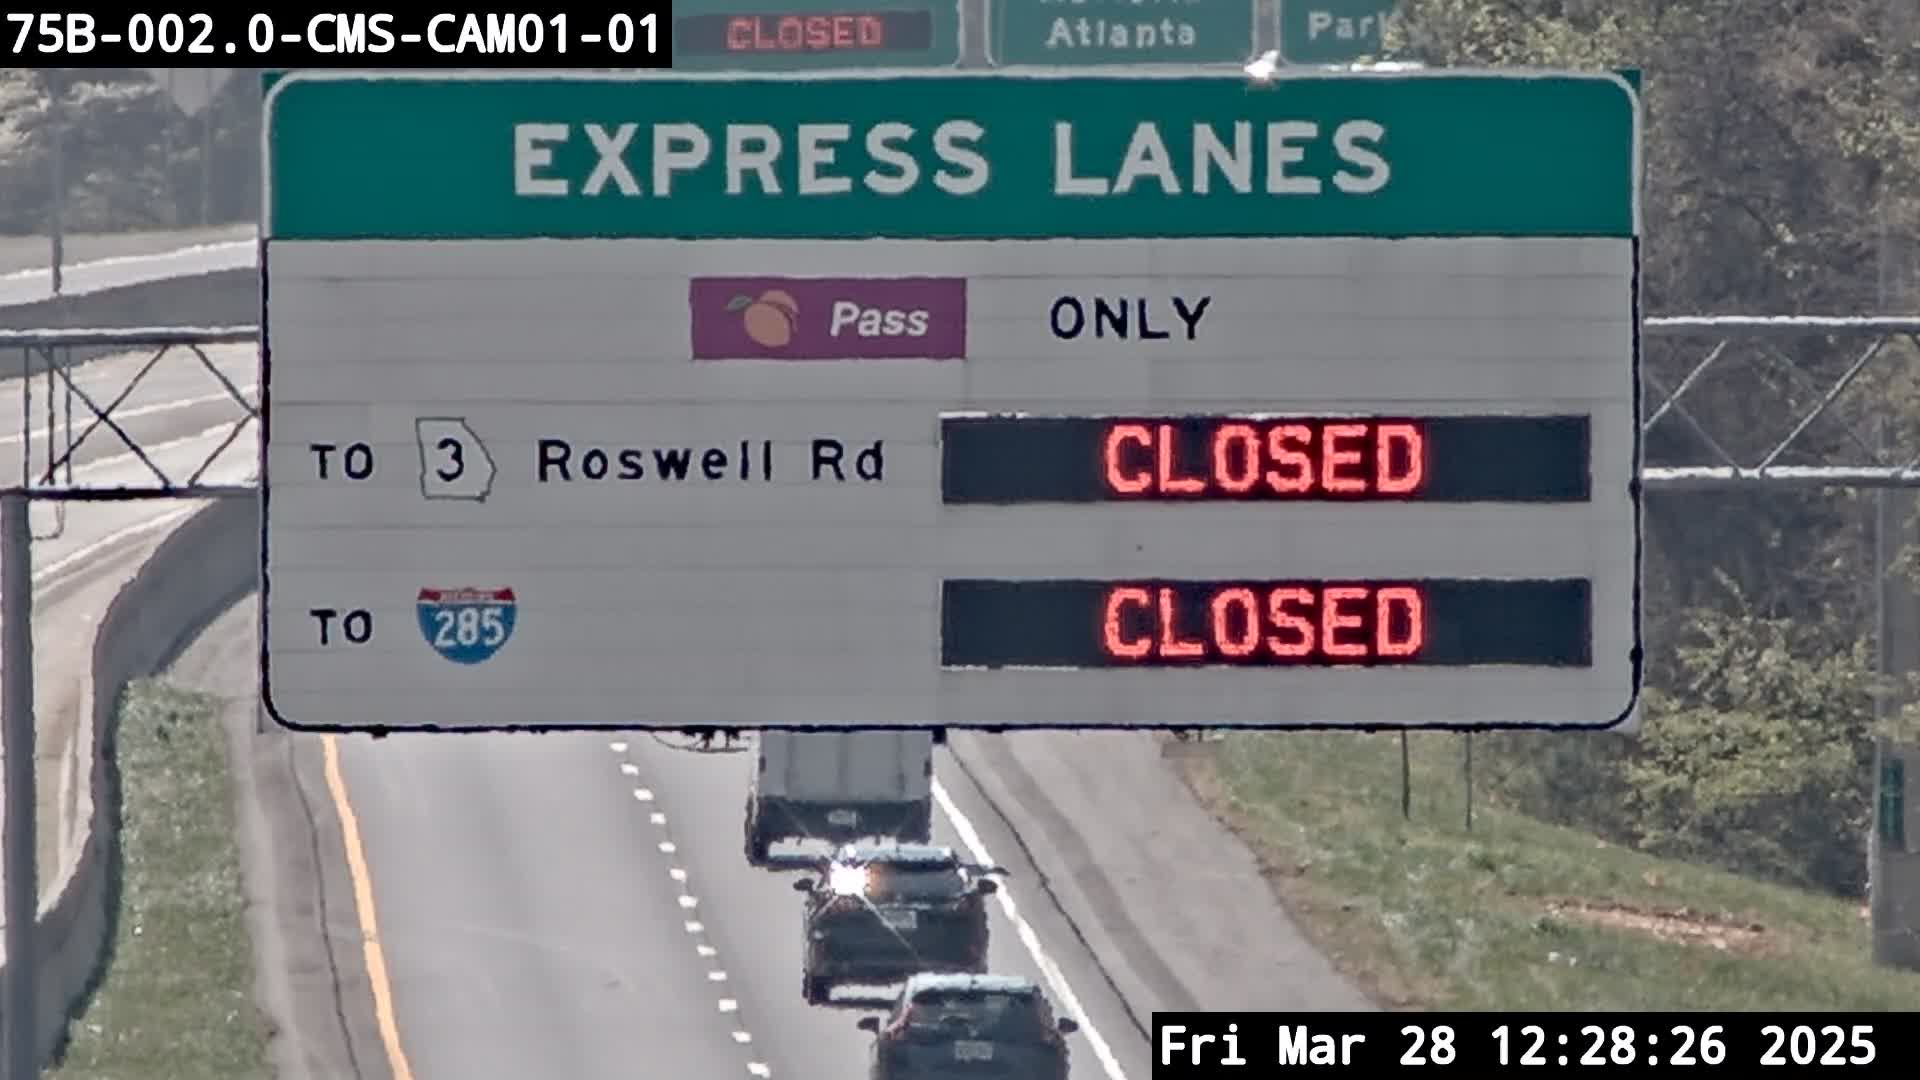 75B-002.0-CMS-CAM01-01
CLOSED
Atlanta
EXPRESS LANES
Pass ONLY
TO 3 Roswell Rd CLOSED
TO 285 CLOSED
Fri Mar 28 12:28:26 2025